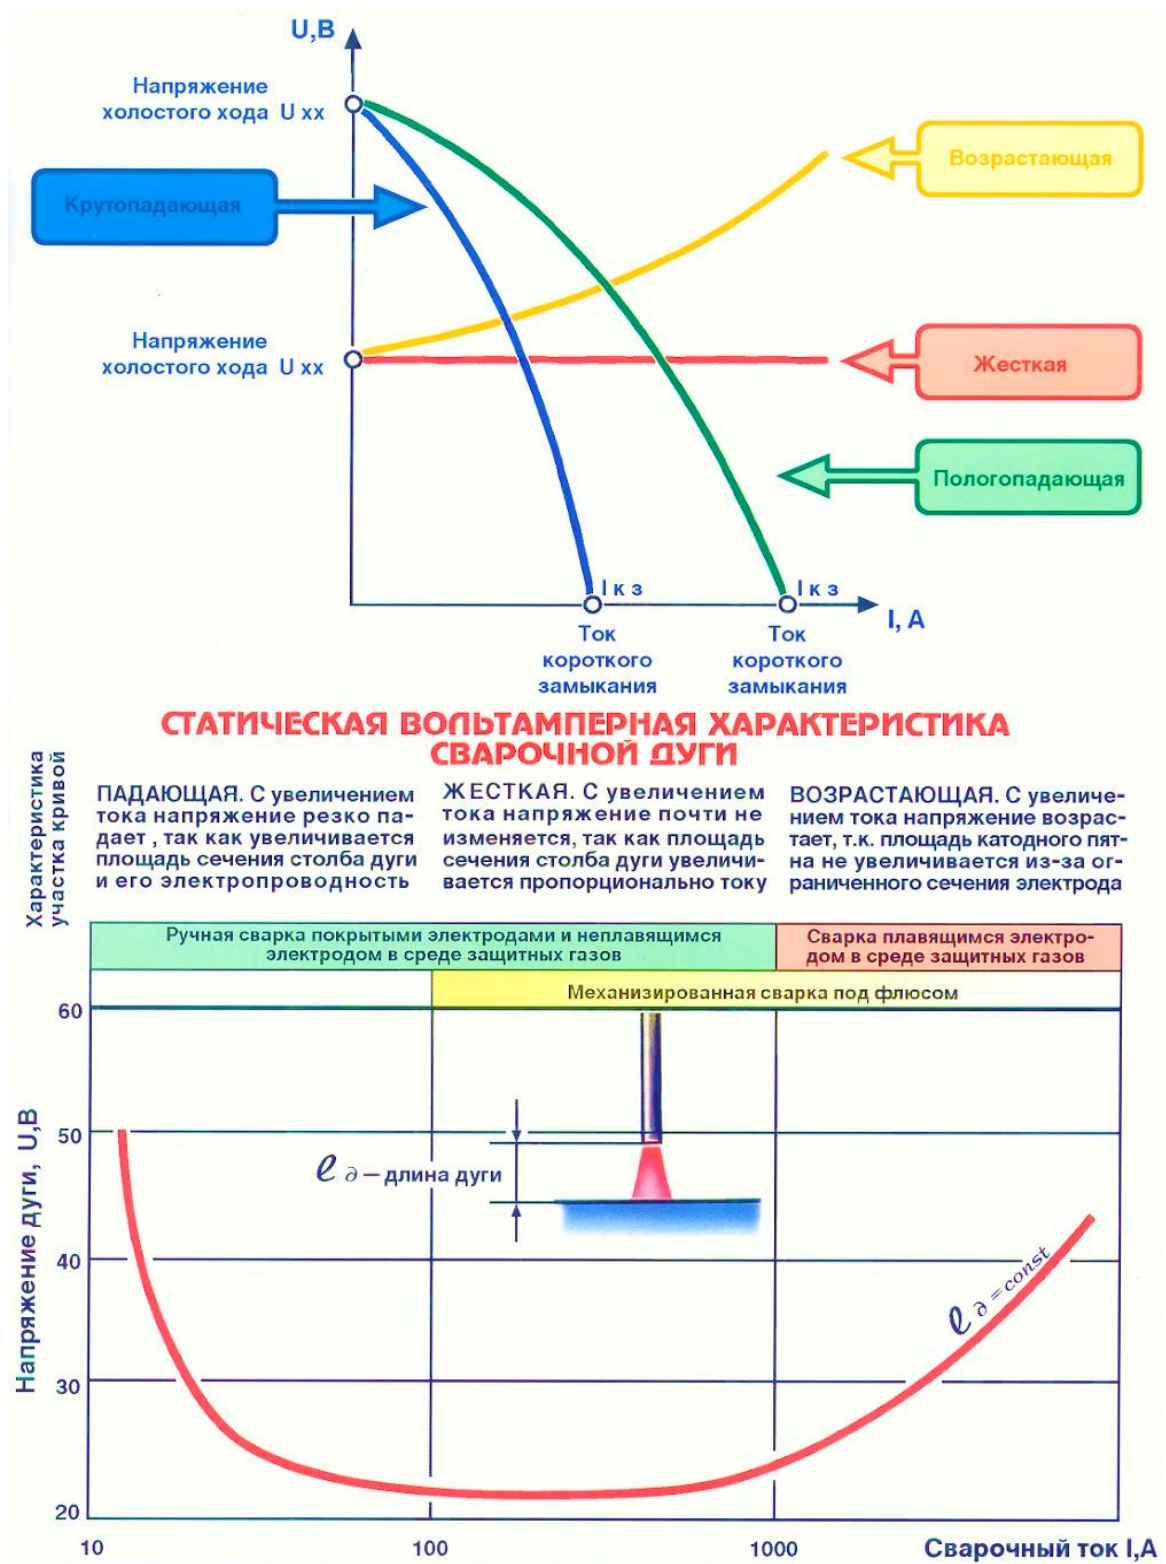 U,В
Напряжение
холостого хода U хх
Возрастающая
Крутопадающая
Напряжение
холостого хода U хх
Жесткая
Пологопадающая
I к з
I к з
I, А
Ток
короткого
замыкания
Ток
короткого
замыкания
СТАТИЧЕСКАЯ ВОЛЬТАМПЕРНАЯ ХАРАКТЕРИСТИКА
СВАРОЧНОЙ ДУГИ
Характеристика
участка кривой
ПАДАЮЩАЯ. С увеличением
тока напряжение резко па-
дает , так как увеличивается
площадь сечения столба дуги
и его электропроводность
ЖЕСТКАЯ. С увеличением
тока напряжение почти не
изменяется, так как площадь
сечения столба дуги увеличи-
вается пропорционально току
ВОЗРАСТАЮЩАЯ. С увеличе-
нием тока напряжение возрас-
тает, т.к. площадь катодного пят-
на не увеличивается из-за ог-
раниченного сечения электрода
Ручная сварка покрытыми электродами и неплавящимся
электродом в среде защитных газов
Сварка плавящимся электро-
дом в среде защитных газов
Механизированная сварка под флюсом
Напряжение дуги, U,В
60
50
40
30
20
ℓ д – длина дуги
ℓ д = const
10
100
1000
Сварочный ток I,А